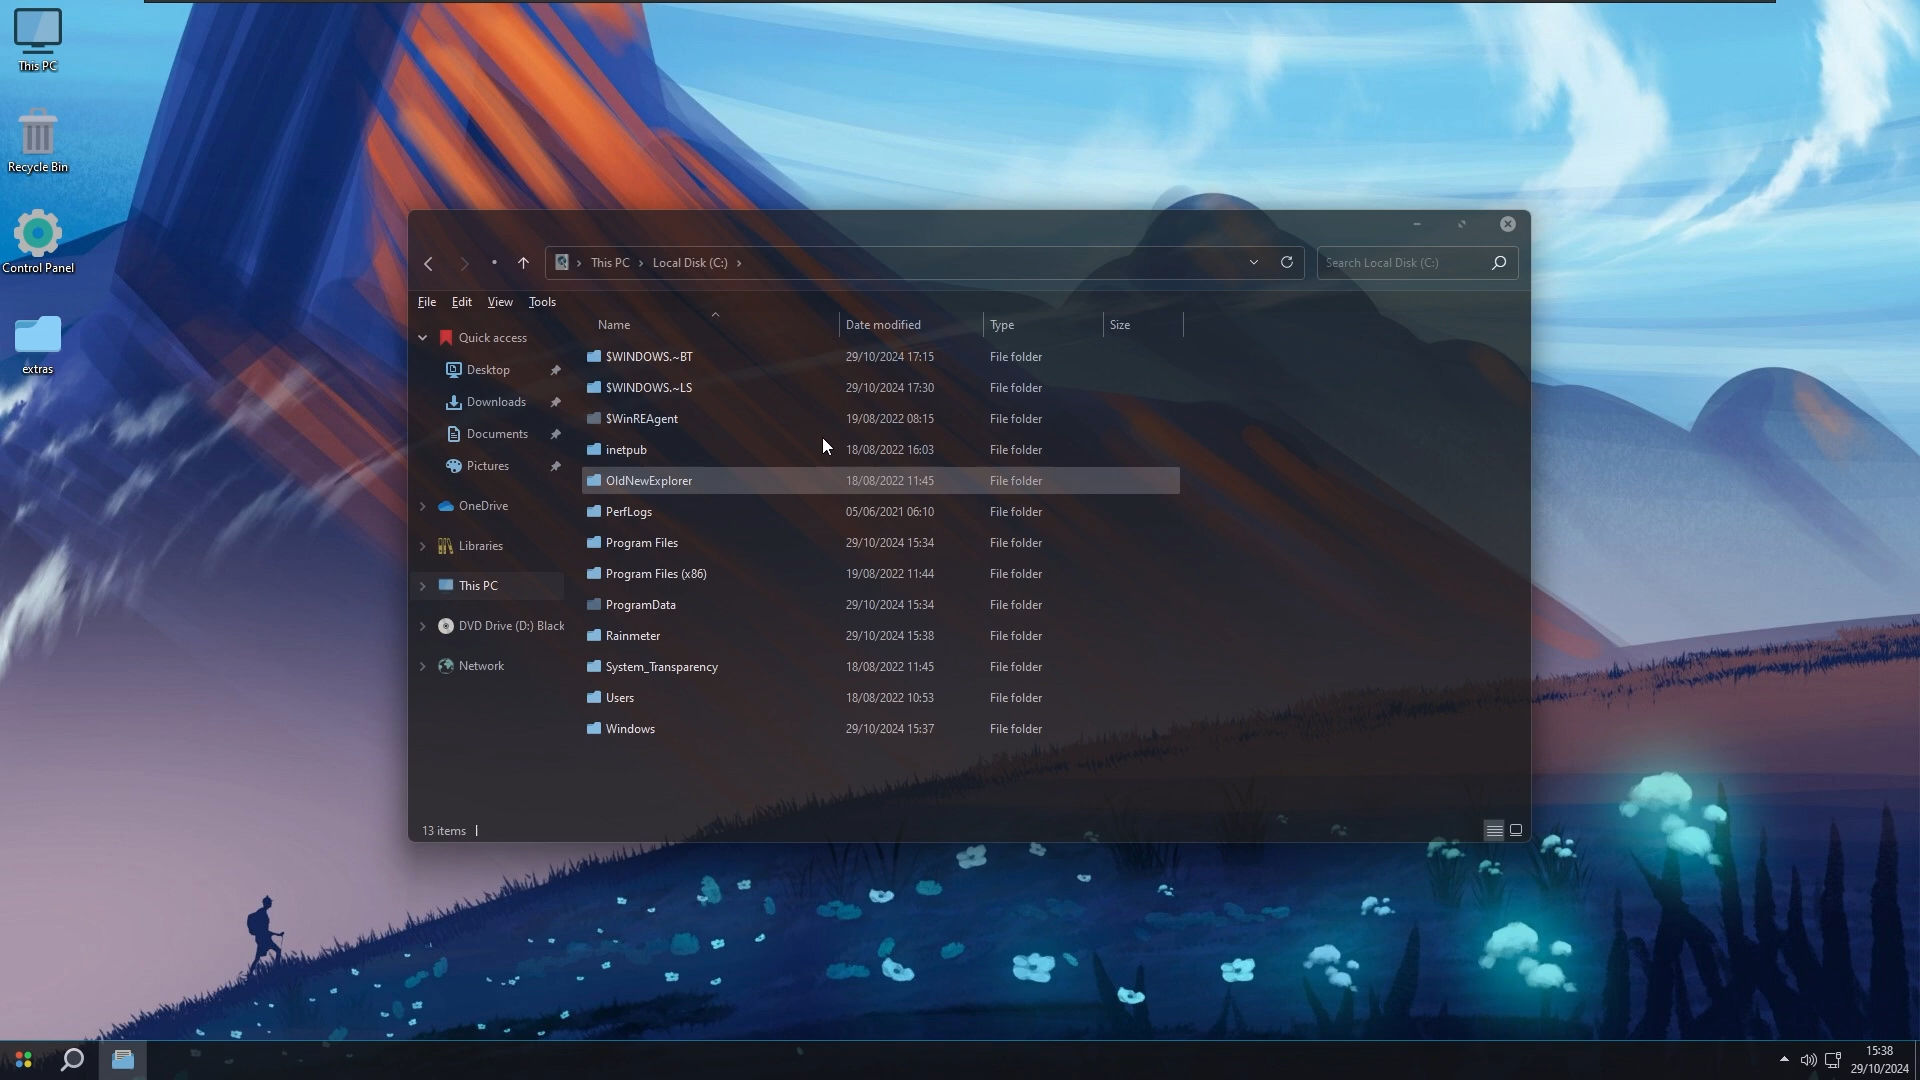 This PC
Recycle Bin
Control Panel
extras
This PC
Local Disk (C:)
Search Local Disk (C:)
File Edit View Tools
Name Date modified Type Size
Quick access
Desktop
Downloads
Documents
Pictures
OneDrive
Libraries
This PC
DVD Drive (D:) Black
Network
$WINDOWS.~BT 29/10/2024 17:15 File folder
$WINDOWS.~LS 29/10/2024 17:30 File folder
$WinREAgent 19/08/2022 08:15 File folder
inetpub 18/08/2022 16:03 File folder
OldNewExplorer 18/08/2022 11:45 File folder
PerfLogs 05/06/2021 06:10 File folder
Program Files 29/10/2024 15:34 File folder
Program Files (x86) 19/08/2022 11:44 File folder
ProgramData 29/10/2024 15:34 File folder
Rainmeter 29/10/2024 15:38 File folder
System_Transparency 18/08/2022 11:45 File folder
Users 18/08/2022 10:53 File folder
Windows 29/10/2024 15:37 File folder
13 items
15:38
29/10/2024